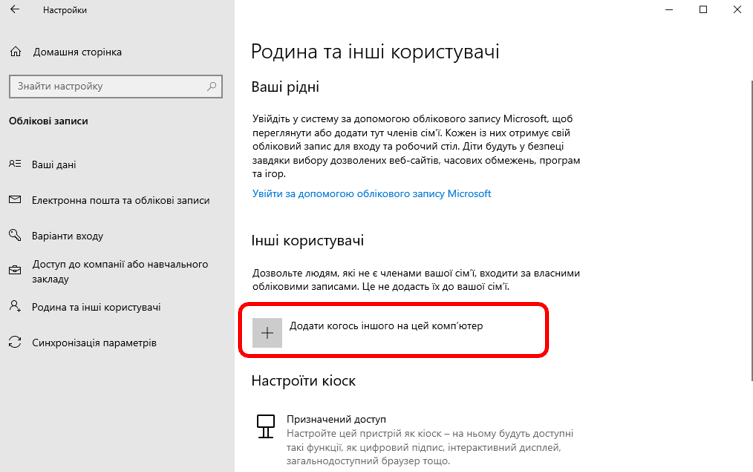 Настройки
Домашня сторінка
Знайти настройку
Облікові записи
Ваші дані
Електронна пошта та облікові записи
Варіанти входу
Доступ до компанії або навчального
закладу
Родина та інші користувачі
Синхронізація параметрів
Родина та інші користувачі
Ваші рідні
Увійдіть у систему за допомогою облікового запису Microsoft, щоб
переглянути або додати тут членів сім’ї. Кожен із них отримує свій
обліковий запис для входу та робочий стіл. Діти будуть у безпеці
завдяки вибору дозволених веб-сайтів, часових обмежень, програм
та ігор.
Увійти за допомогою облікового запису Microsoft
Інші користувачі
Дозвольте людям, які не є членами вашої сім’ї, входити за власними
обліковими записами. Це не додасть їх до вашої сім’ї.
Додати когось іншого на цей комп’ютер
Настроїти кіоск
Призначений доступ
Настройте цей пристрій як кіоск – на ньому будуть доступні
такі функції, як цифровий підпис, інтерактивний дисплей,
загальнодоступний браузер тощо.